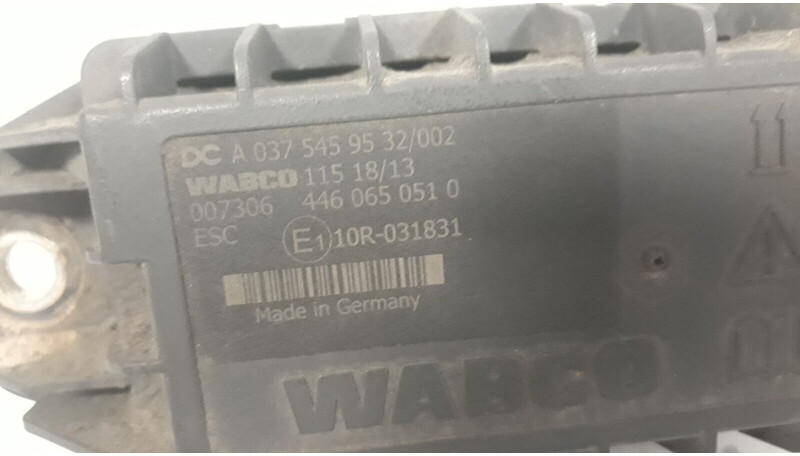 DC A 037 545 95 32/002
WABCO 115 18/13
007306 446 065 051 0
ESC E1 10R-031831
Made in Germany
WABCO